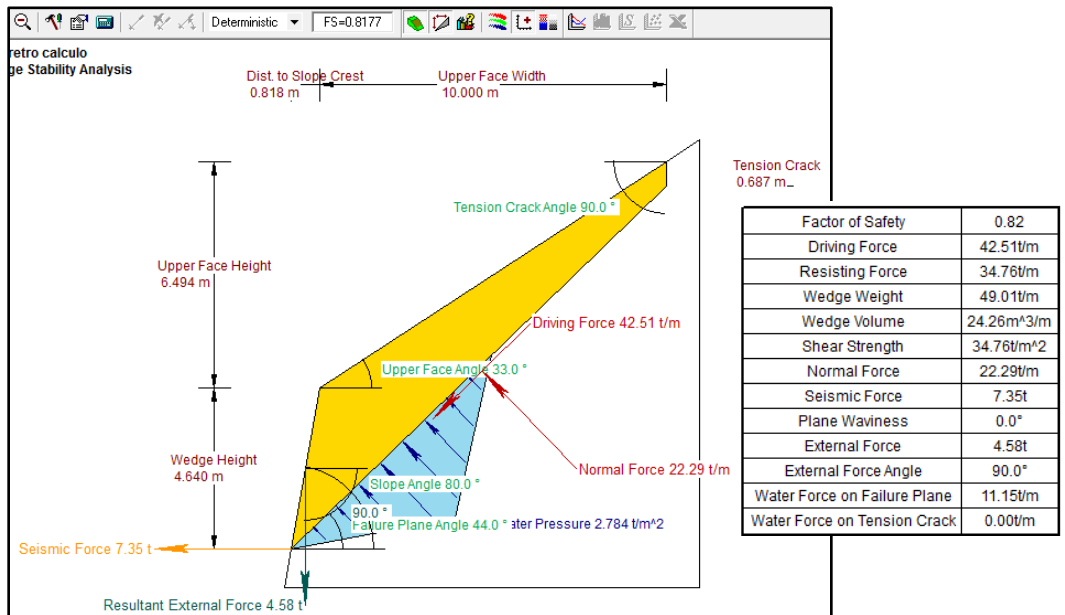 Deterministic
FS=0.8177
retro calculo
ge Stability Analysis
Dist. to Slope Crest
0.818 m
Upper Face Width
10.000 m
Tension Crack
0.687 m
Tension Crack Angle 90.0 °
Upper Face Height
6.494 m
Driving Force 42.51 t/m
Upper Face Angle 33.0 °
Wedge Height
4.640 m
Normal Force 22.29 t/m
Slope Angle 80.0 °
90.0 °
Failure Plane Angle 44.0 °
ater Pressure 2.784 t/m^2
Seismic Force 7.35 t
Resultant External Force 4.58 t
Factor of Safety 0.82
Driving Force 42.51t/m
Resisting Force 34.76t/m
Wedge Weight 49.01t/m
Wedge Volume 24.26m^3/m
Shear Strength 34.76t/m^2
Normal Force 22.29t/m
Seismic Force 7.35t
Plane Waviness 0.0°
External Force 4.58t
External Force Angle 90.0°
Water Force on Failure Plane 11.15t/m
Water Force on Tension Crack 0.00t/m